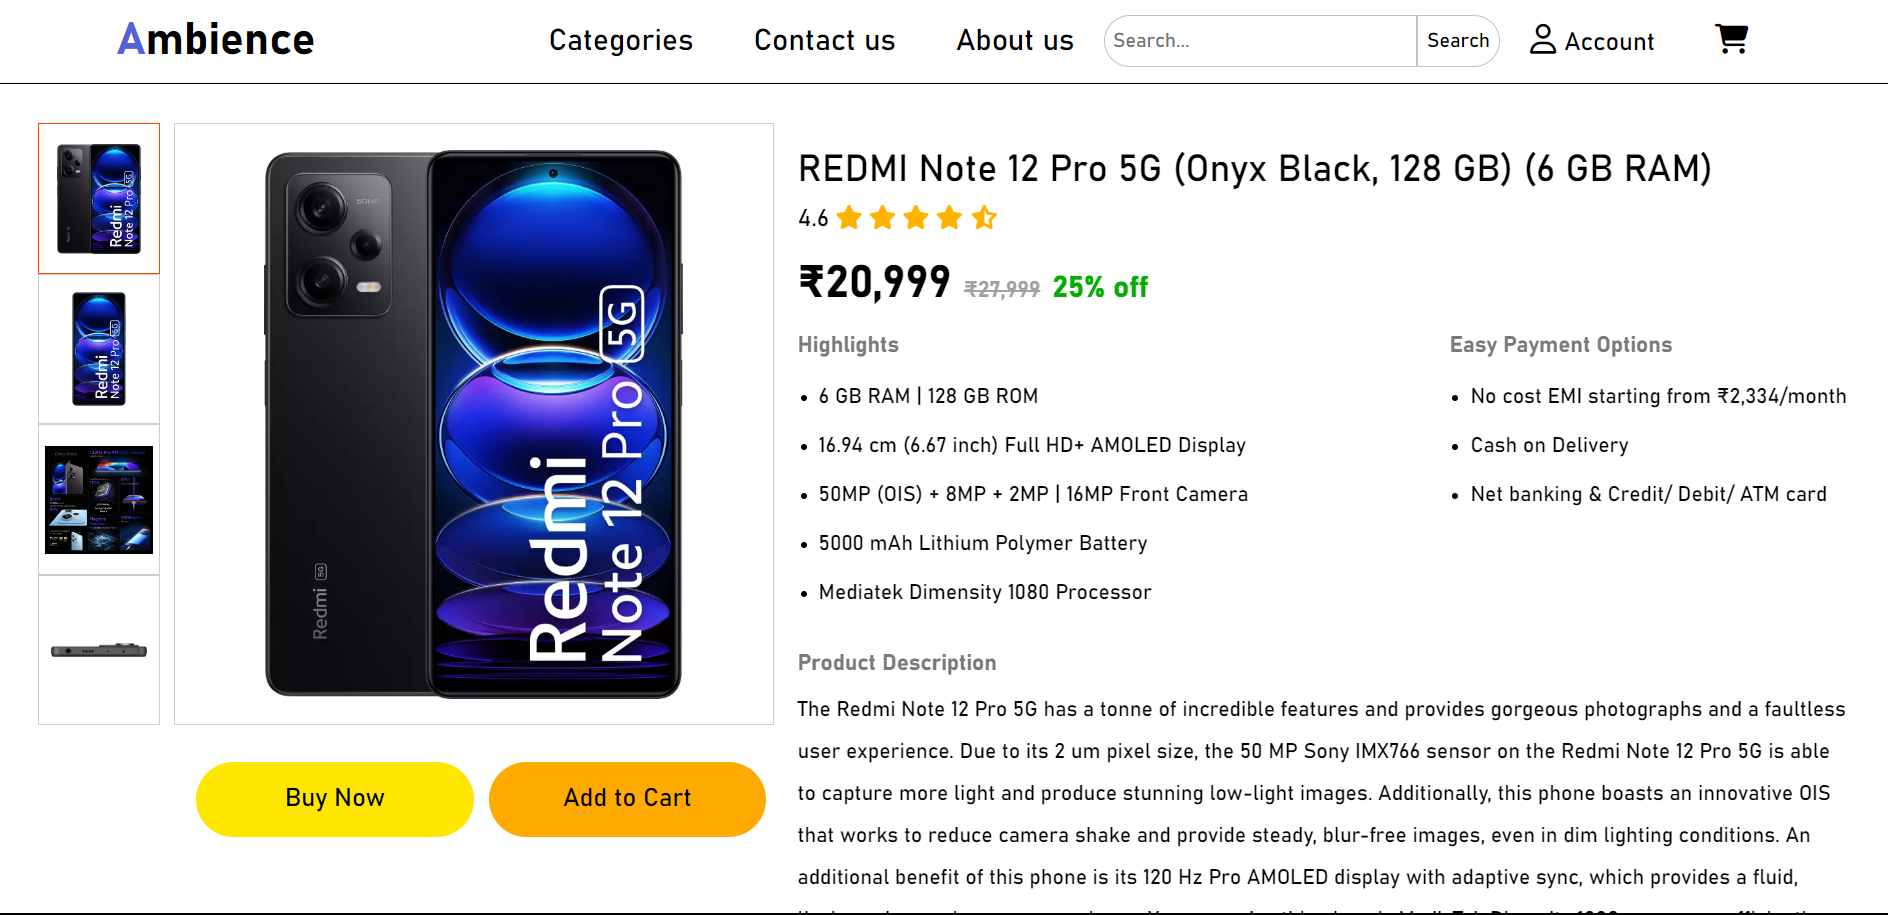 Ambience
Categories
Contact us
About us
Search...
Search
Account
50MP
Redmi 5G
Redmi
Note 12 Pro 5G
Buy Now
Add to Cart
REDMI Note 12 Pro 5G (Onyx Black, 128 GB) (6 GB RAM)
4.6
₹20,999 ₹27,999 25% off
Highlights
• 6 GB RAM | 128 GB ROM
• 16.94 cm (6.67 inch) Full HD+ AMOLED Display
• 50MP (OIS) + 8MP + 2MP | 16MP Front Camera
• 5000 mAh Lithium Polymer Battery
• Mediatek Dimensity 1080 Processor
Easy Payment Options
• No cost EMI starting from ₹2,334/month
• Cash on Delivery
• Net banking & Credit/ Debit/ ATM card
Product Description
The Redmi Note 12 Pro 5G has a tonne of incredible features and provides gorgeous photographs and a faultless
user experience. Due to its 2 um pixel size, the 50 MP Sony IMX766 sensor on the Redmi Note 12 Pro 5G is able
to capture more light and produce stunning low-light images. Additionally, this phone boasts an innovative OIS
that works to reduce camera shake and provide steady, blur-free images, even in dim lighting conditions. An
additional benefit of this phone is its 120 Hz Pro AMOLED display with adaptive sync, which provides a fluid,